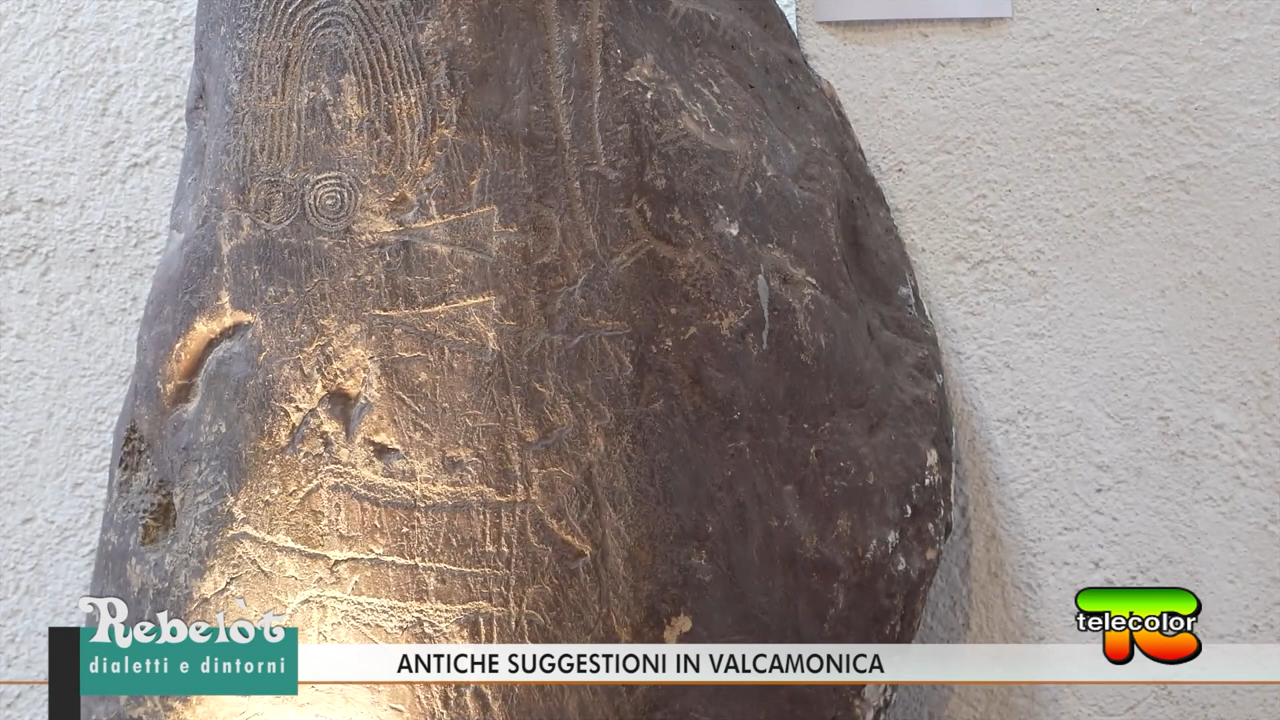 Rebelòt
dialetti e dintorni
ANTICHE SUGGESTIONI IN VALCAMONICA
telecolor